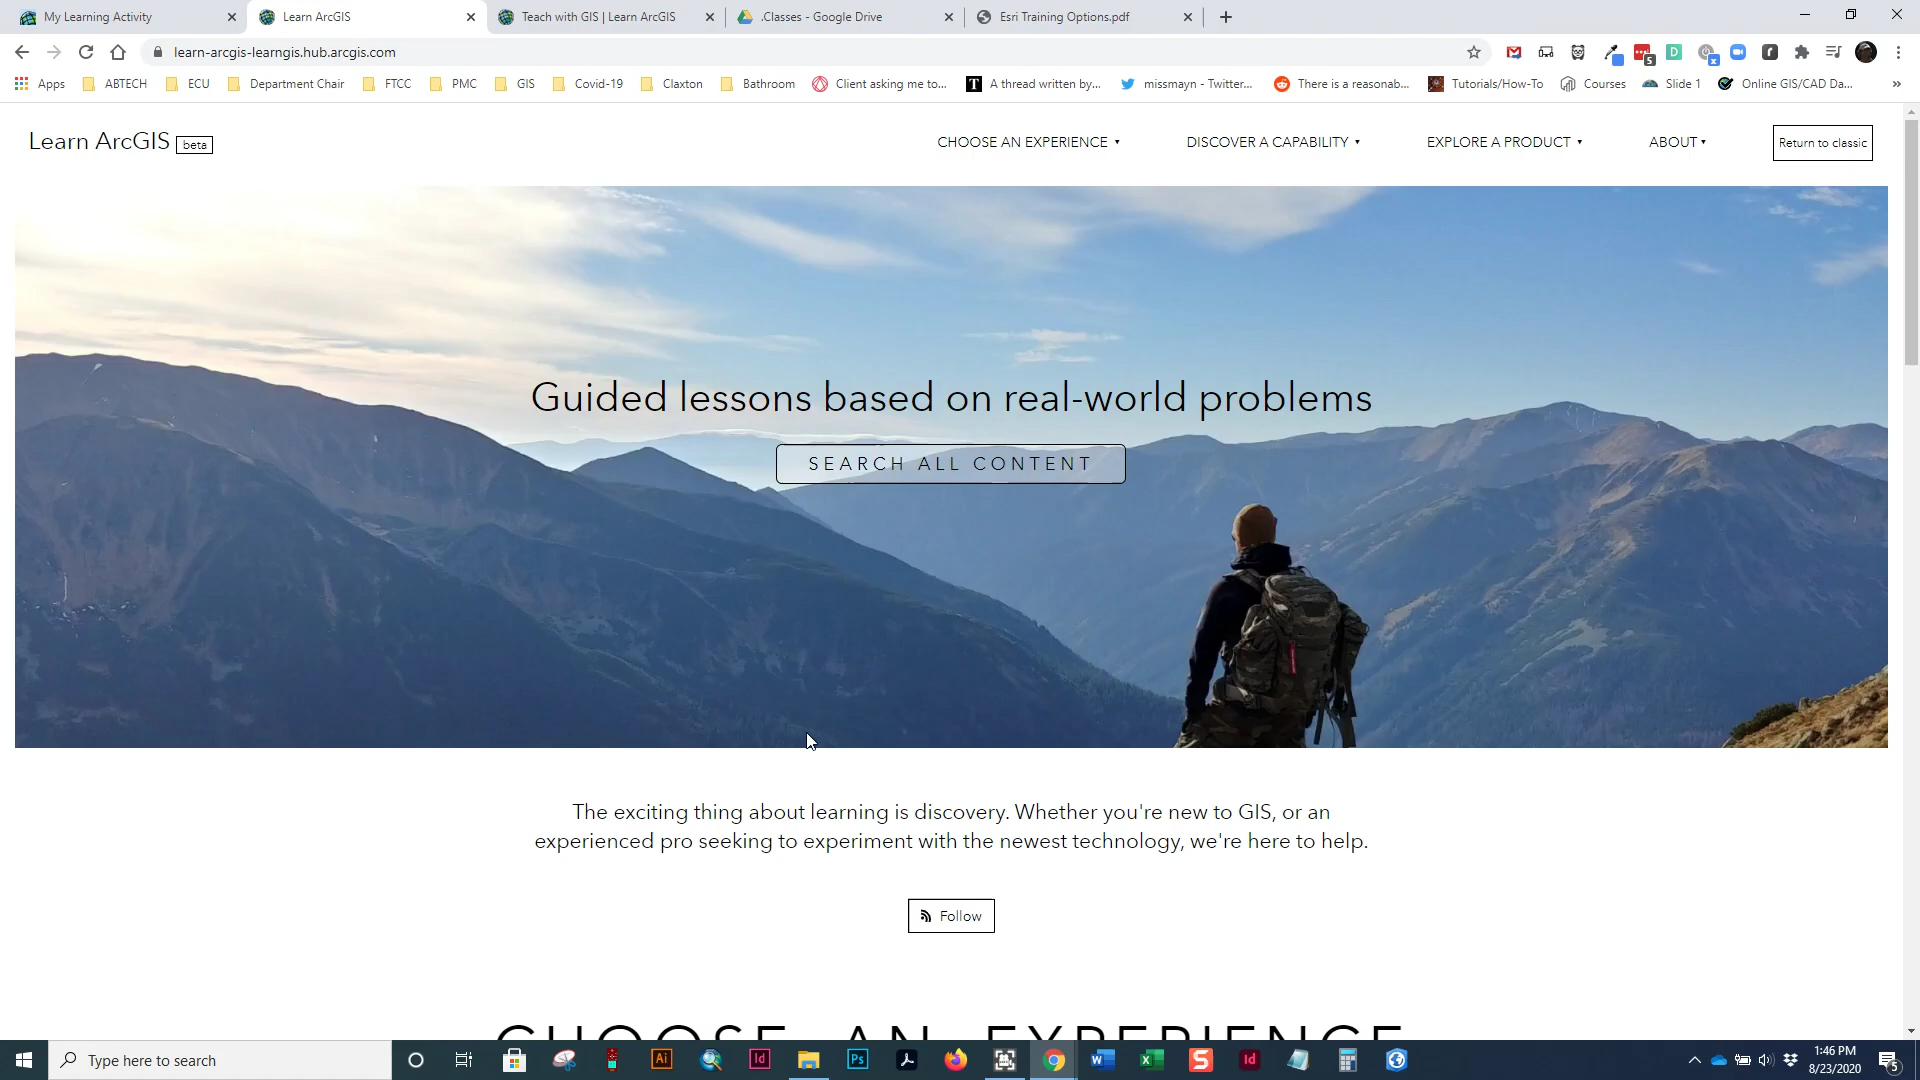 My Learning Activity
Learn ArcGIS
Teach with GIS | Learn ArcGIS
.Classes - Google Drive
Esri Training Options.pdf
learn-arcgis-learngis.hub.arcgis.com
5
D
x
r
Apps
ABTECH
ECU
Department Chair
FTCC
PMC
GIS
Covid-19
Claxton
Bathroom
Client asking me to...
T
A thread written by...
missmayn - Twitter...
There is a reasonab...
Tutorials/How-To
Courses
Slide 1
Online GIS/CAD Da...
»
Learn ArcGIS beta
CHOOSE AN EXPERIENCE
DISCOVER A CAPABILITY
EXPLORE A PRODUCT
ABOUT
Return to classic
Guided lessons based on real-world problems
SEARCH ALL CONTENT
The exciting thing about learning is discovery. Whether you're new to GIS, or an
experienced pro seeking to experiment with the newest technology, we're here to help.
Follow
CHOOSE AN EXPERIENCE
Type here to search
Ai
Id
Ps
W
X
S
Id
1:46 PM
8/23/2020
5